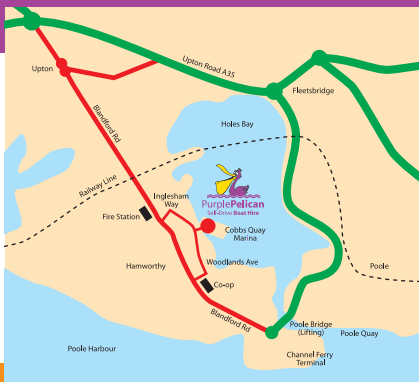 Upton Road A35
Upton
Fleetsbridge
Blandford Rd
Holes Bay
Railway Line
PurplePelican
Self-Drive Boat Hire
Inglesham
Way
Fire Station
Cobbs Quay
Marina
Hamworthy
Woodlands Ave
Poole
Co-op
Blandford Rd
Poole Bridge
(Lifting)
Poole Quay
Poole Harbour
Channel Ferry
Terminal